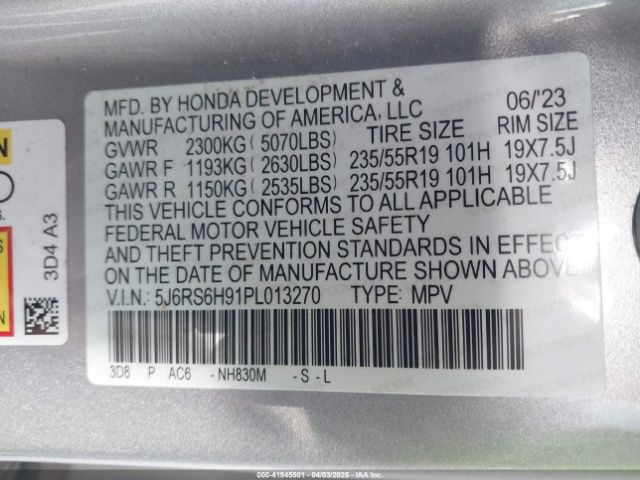 MFD. BY HONDA DEVELOPMENT &
MANUFACTURING OF AMERICA, LLC 06/'23
GVWR 2300KG ( 5070LBS) TIRE SIZE RIM SIZE
GAWR F 1193KG ( 2630LBS) 235/55R19 101H 19X7.5J
GAWR R 1150KG ( 2535LBS) 235/55R19 101H 19X7.5J
THIS VEHICLE CONFORMS TO ALL APPLICABLE
FEDERAL MOTOR VEHICLE SAFETY
AND THEFT PREVENTION STANDARDS IN EFFECT
ON THE DATE OF MANUFACTURE SHOWN ABOVE.
V.I.N.: 5J6RS6H91PL013270 TYPE: MPV
3D8 P AC6 -NH830M - S - L
3D4 A3
000-41945501 - 04/03/2025 - IAAI.COM